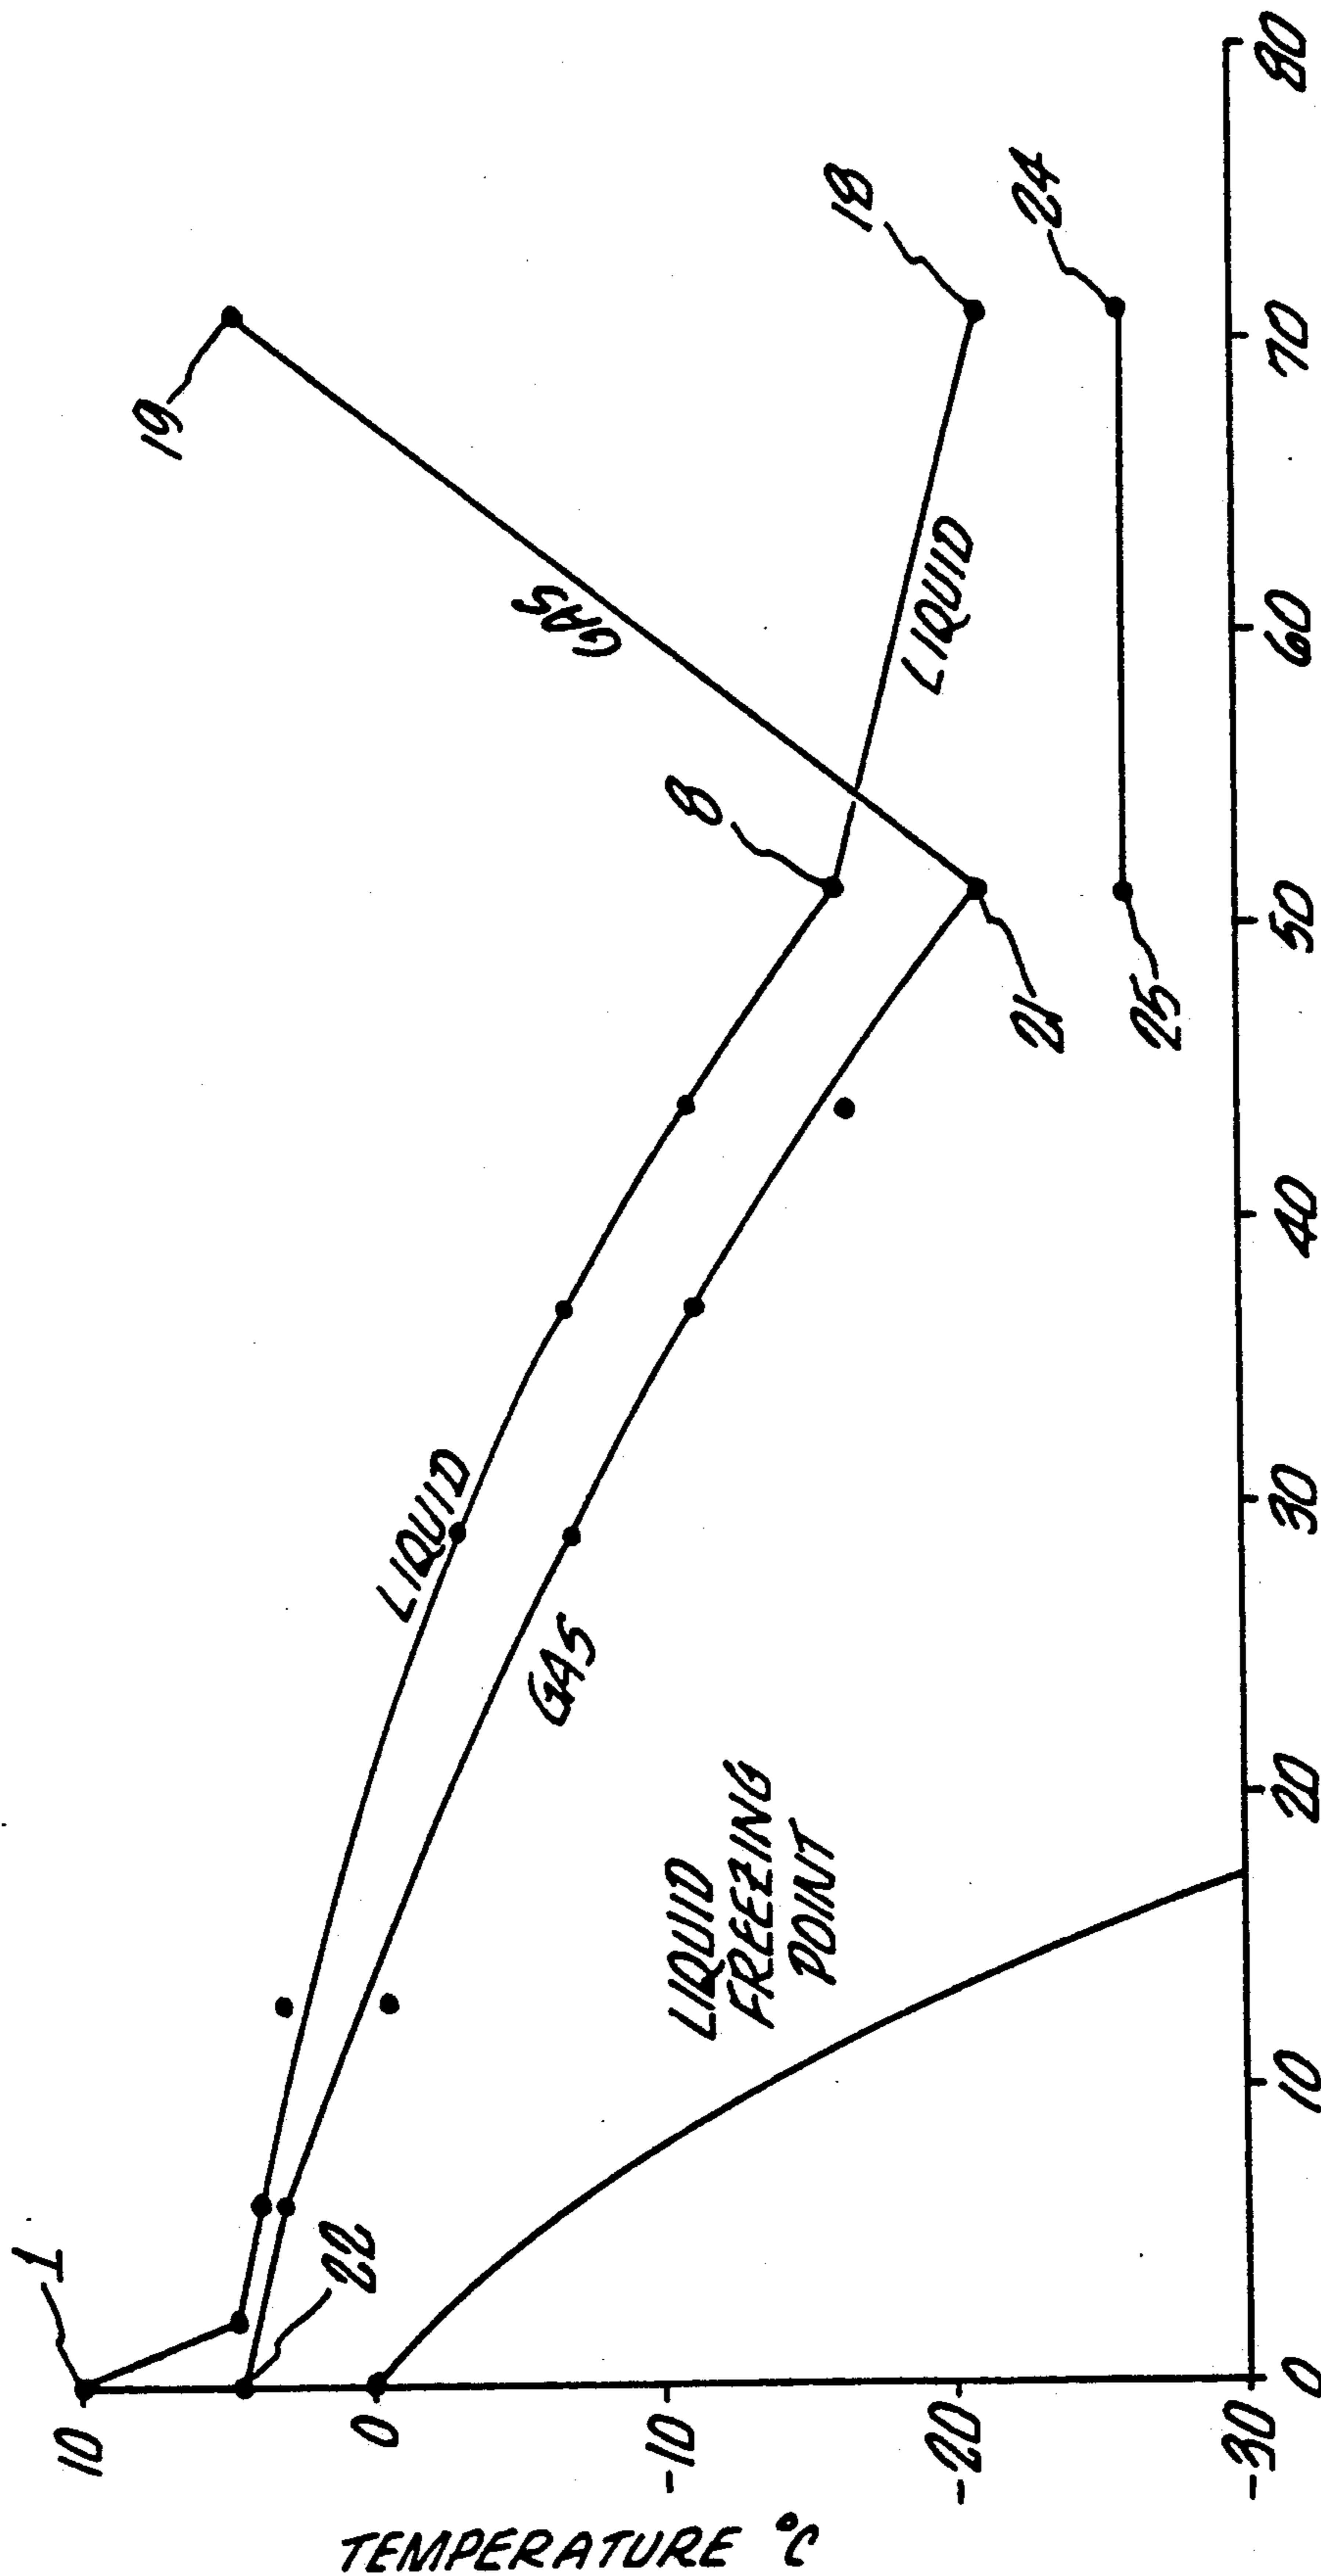 TEMPERATURE °C
10
0
-10
-20
-30
0
10
20
30
40
50
60
70
80
1
22
LIQUID
GAS
LIQUID
FREEZING
POINT
8
21
25
19
GAS
LIQUID
18
24